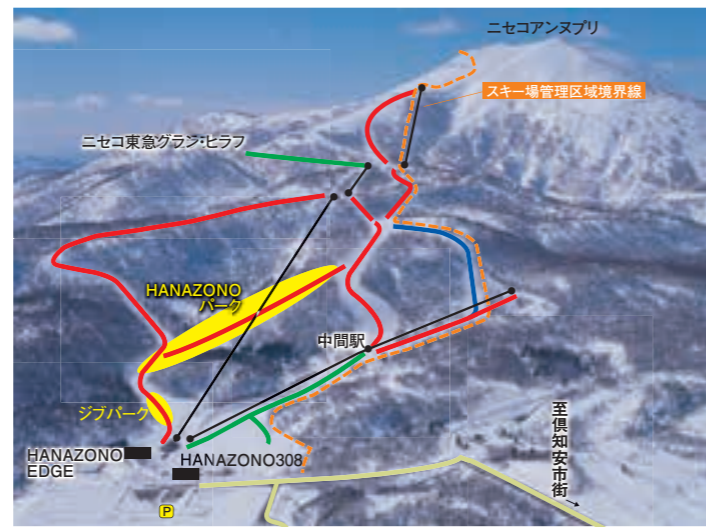 ニセコアンヌプリ
スキー場管理区域境界線
ニセコ東急グラン・ヒラフ
HANAZONO
パーク
中間駅
ジブパーク
至倶知安市街
HANAZONO
EDGE
HANAZONO308
P